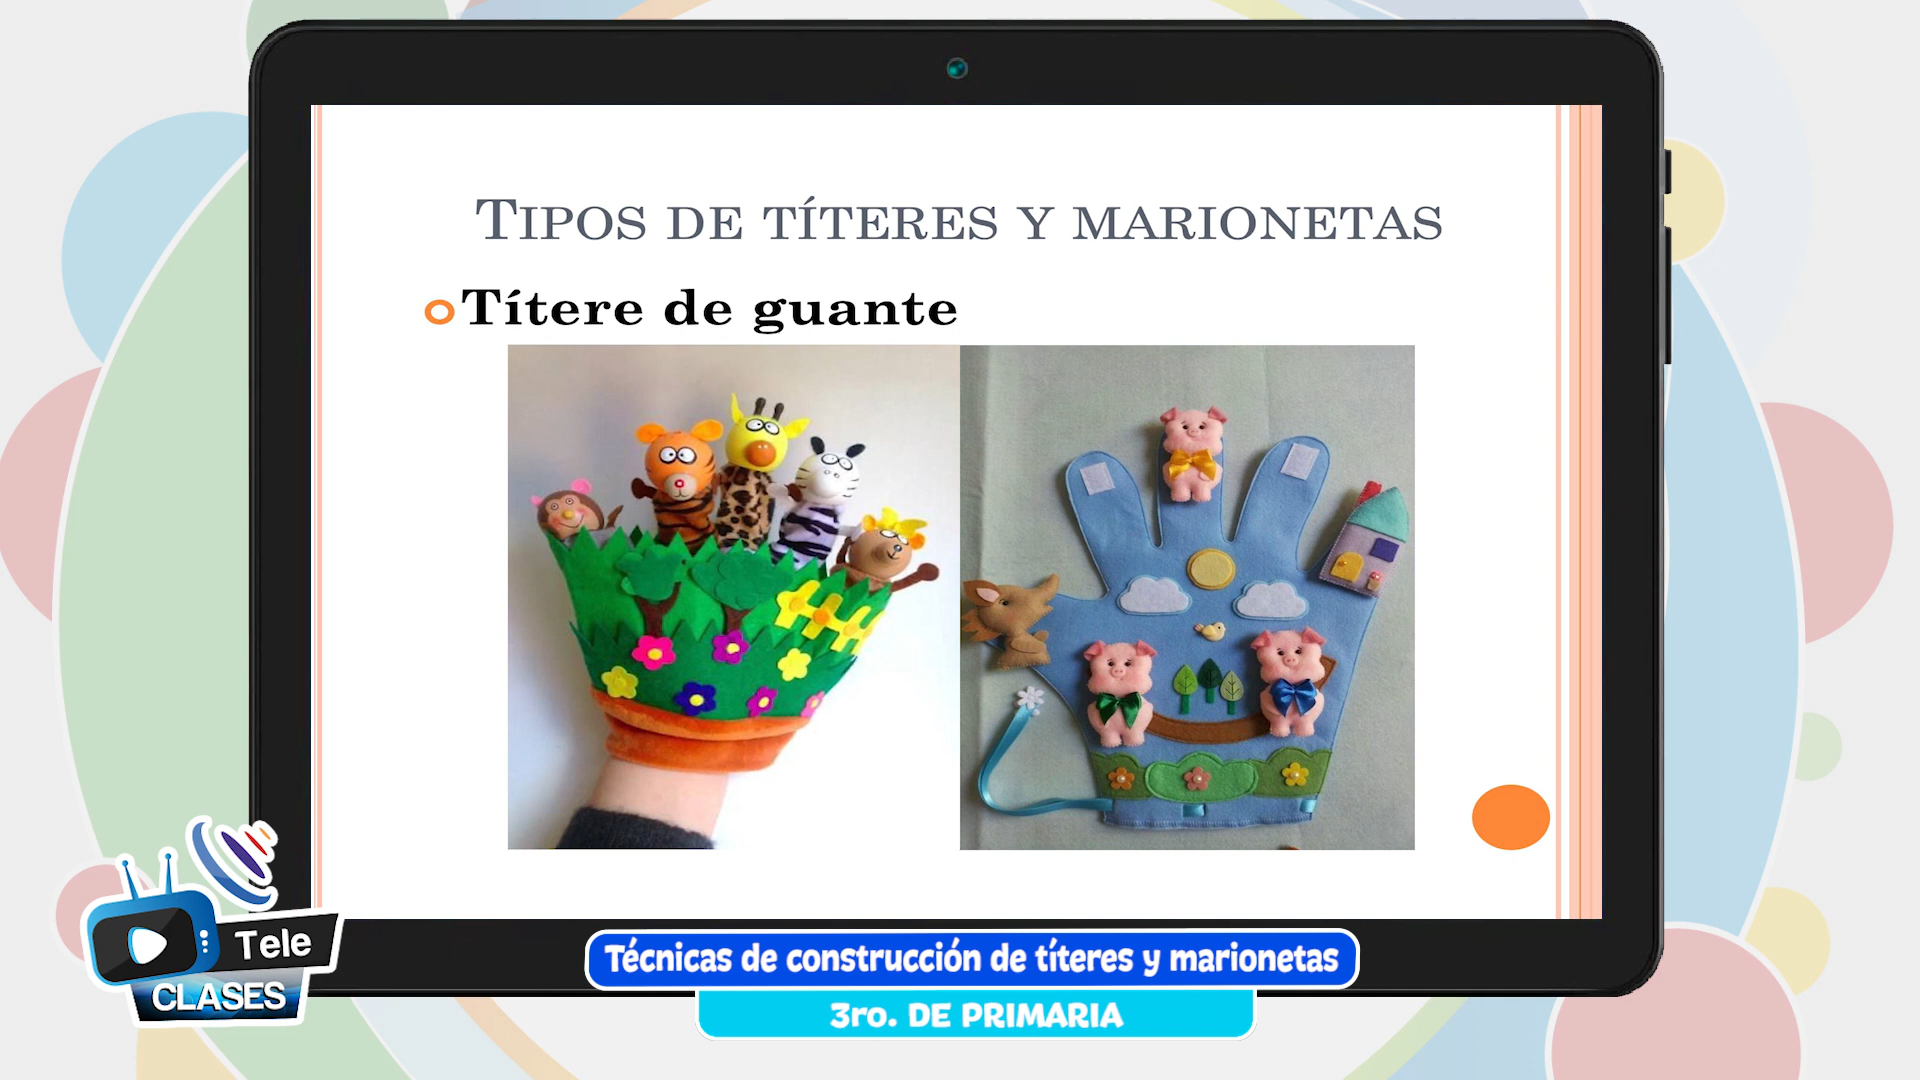 TIPOS DE TÍTERES Y MARIONETAS
Títere de guante
Tele
CLASES
Técnicas de construcción de títeres y marionetas
3ro. DE PRIMARIA